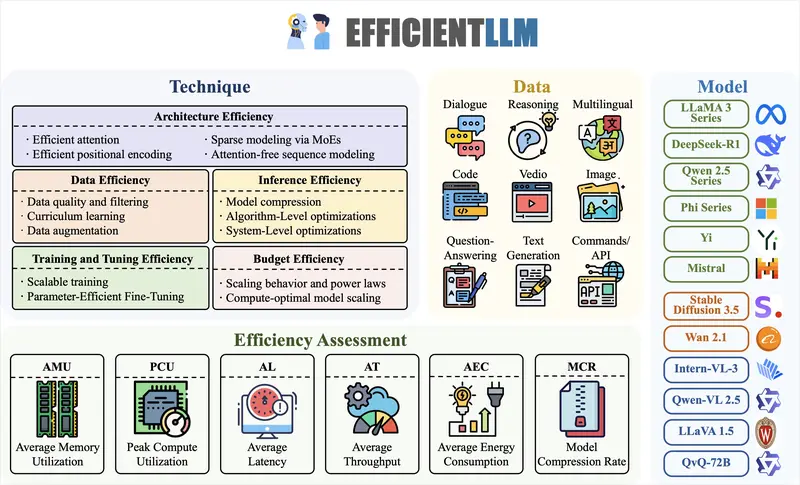 EFFICIENTLLM
Technique
Architecture Efficiency
· Efficient attention
· Sparse modeling via MoEs
· Efficient positional encoding
· Attention-free sequence modeling
Data Efficiency
· Data quality and filtering
· Curriculum learning
· Data augmentation
Inference Efficiency
· Model compression
· Algorithm-Level optimizations
· System-Level optimizations
Training and Tuning Efficiency
· Scalable training
· Parameter-Efficient Fine-Tuning
Budget Efficiency
· Scaling behavior and power laws
· Compute-optimal model scaling
Data
Dialogue
Reasoning
Multilingual
A
文
अ
Code
Vedio
Image
</>
Question-
Answering
Text
Generation
Commands/
API
Q
A
API
Model
LLaMA 3
Series
DeepSeek-R1
Qwen 2.5
Series
Phi Series
Yi
Mistral
Stable
Diffusion 3.5
Wan 2.1
Intern-VL-3
Qwen-VL 2.5
LLaVA 1.5
W
QvQ-72B
Efficiency Assessment
AMU
Average Memory
Utilization
PCU
Peak Compute
Utilization
AL
Average
Latency
AT
Average
Throughput
AEC
Average Energy
Consumption
MCR
Model
Compression Rate